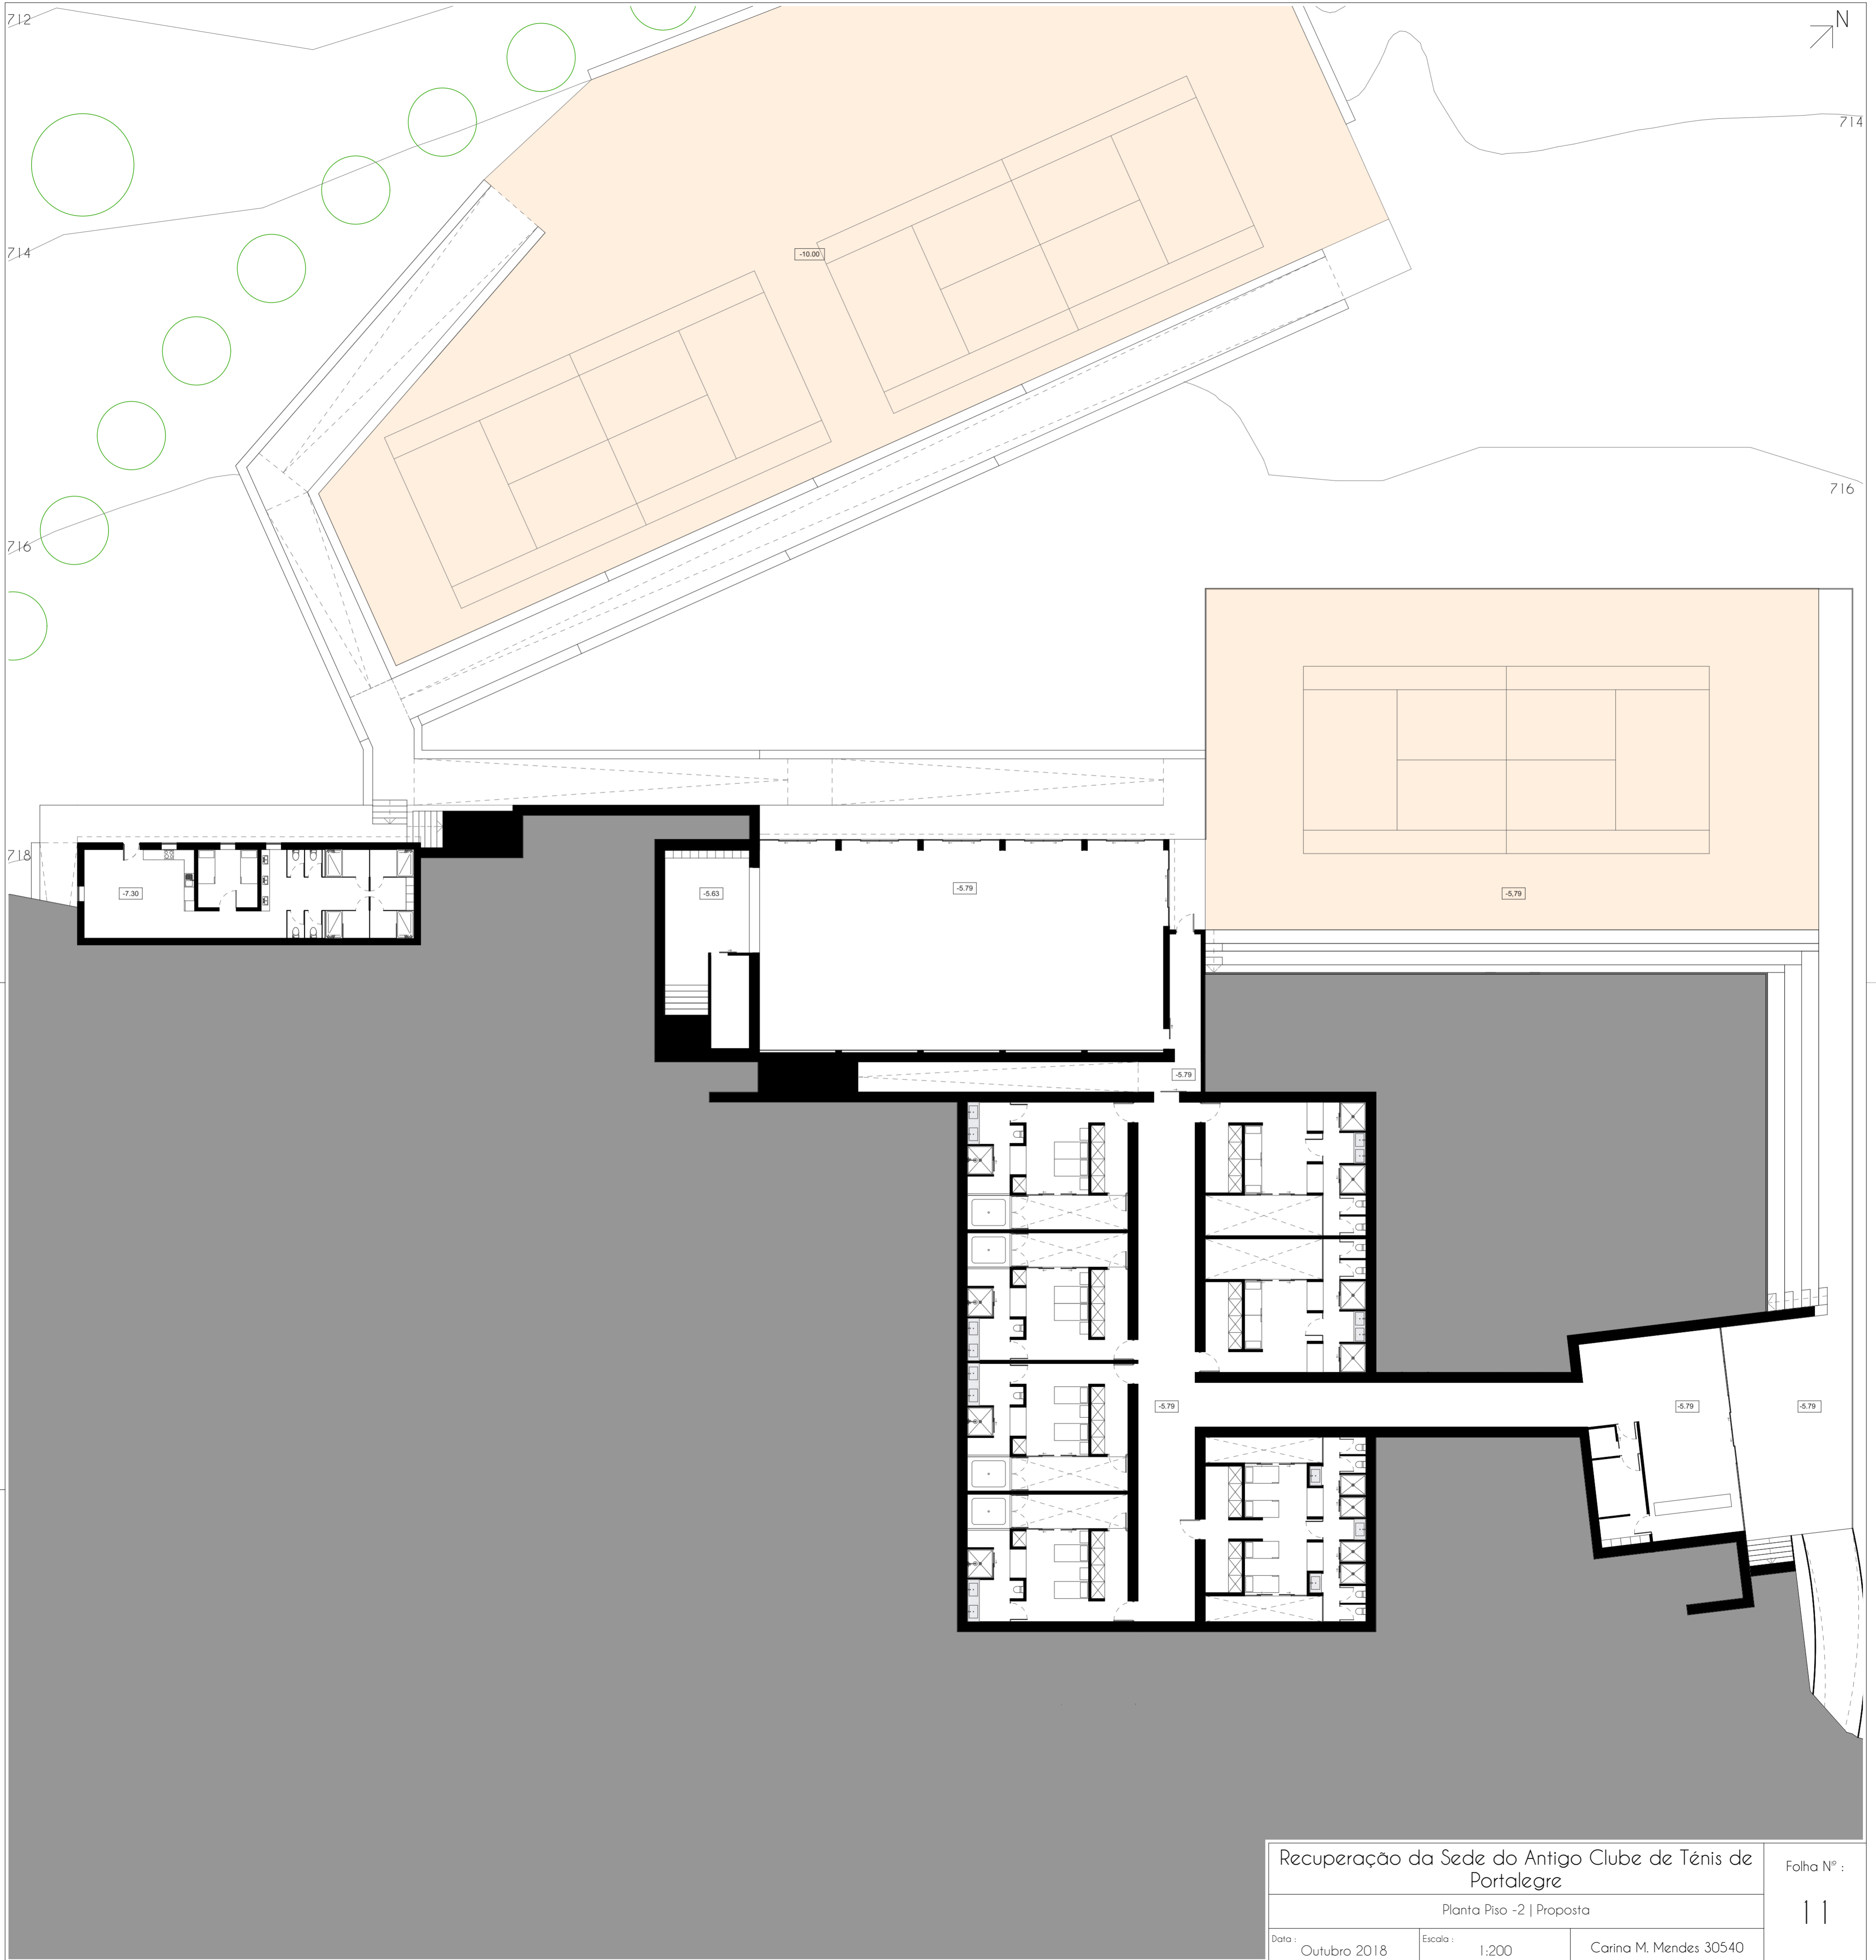 712
N
714
714
-10.00
716
716
718
-7.30
-5.63
-5.79
-5,79
-5.79
-5.79
-5.79
-5.79
Recuperação da Sede do Antigo Clube de Ténis de
Portalegre
Folha Nº :
Planta Piso -2 | Proposta
11
Data :
Outubro 2018
Escala :
1:200
Carina M. Mendes 30540